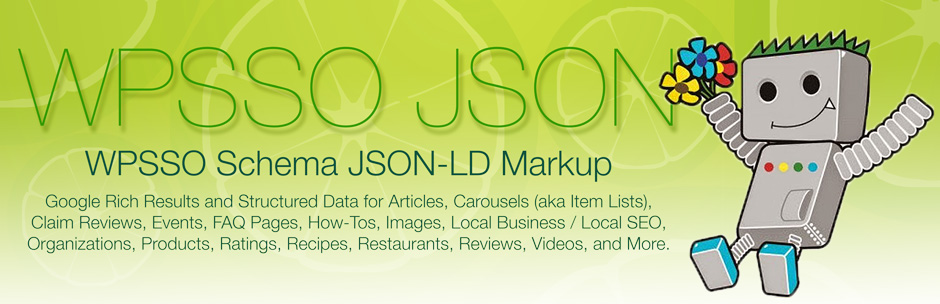 WPSSO JSON
WPSSO Schema JSON-LD Markup
Google Rich Results and Structured Data for Articles, Carousels (aka Item Lists),
Claim Reviews, Events, FAQ Pages, How-Tos, Images, Local Business / Local SEO,
Organizations, Products, Ratings, Recipes, Restaurants, Reviews, Videos, and More.